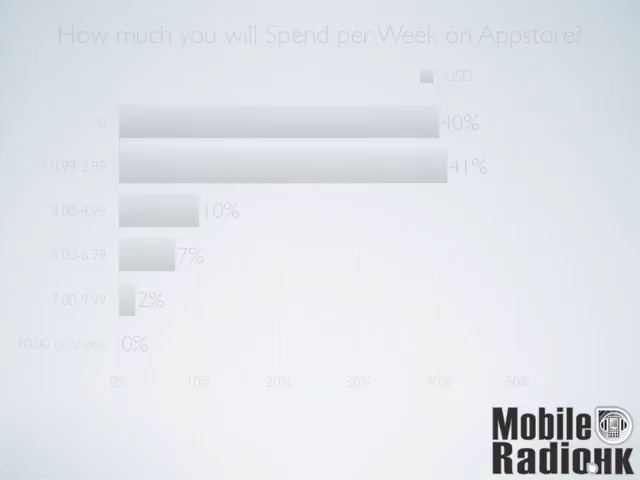 How much you will Spend per Week on Appstore?
USD
0 40%
0.99-2.99 41%
3.00-4.99 10%
5.00-6.99 7%
7.00-9.99 2%
10.00 or above 0%
0% 10% 20% 30% 40% 50%
Mobile
Radio.HK